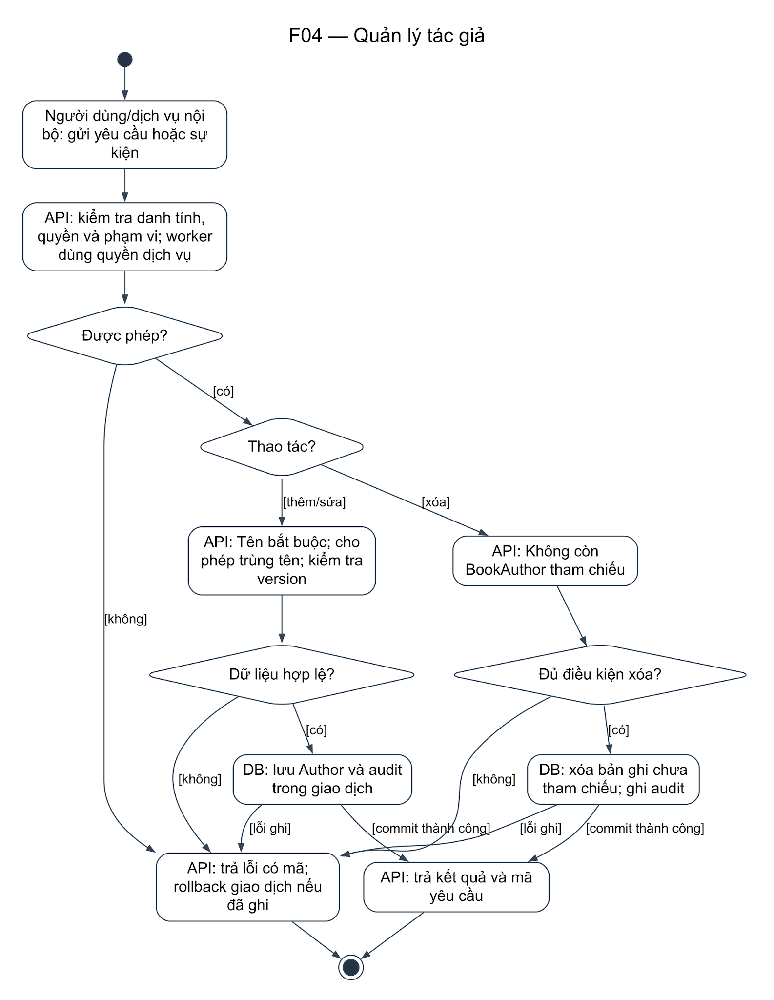 F04 — Quản lý tác giả
Người dùng/dịch vụ nội
bộ: gửi yêu cầu hoặc sự
kiện
API: kiểm tra danh tính,
quyền và phạm vi; worker
dùng quyền dịch vụ
Được phép?
[có]
Thao tác?
[thêm/sửa]
[xóa]
API: Tên bắt buộc; cho
phép trùng tên; kiểm tra
version
API: Không còn
BookAuthor tham chiếu
[không]
Dữ liệu hợp lệ?
Đủ điều kiện xóa?
[có]
[có]
[không]
DB: lưu Author và audit
trong giao dịch
[không]
DB: xóa bản ghi chưa
tham chiếu; ghi audit
[lỗi ghi]
[commit thành công]
[lỗi ghi]
[commit thành công]
API: trả lỗi có mã;
rollback giao dịch nếu
đã ghi
API: trả kết quả và mã
yêu cầu